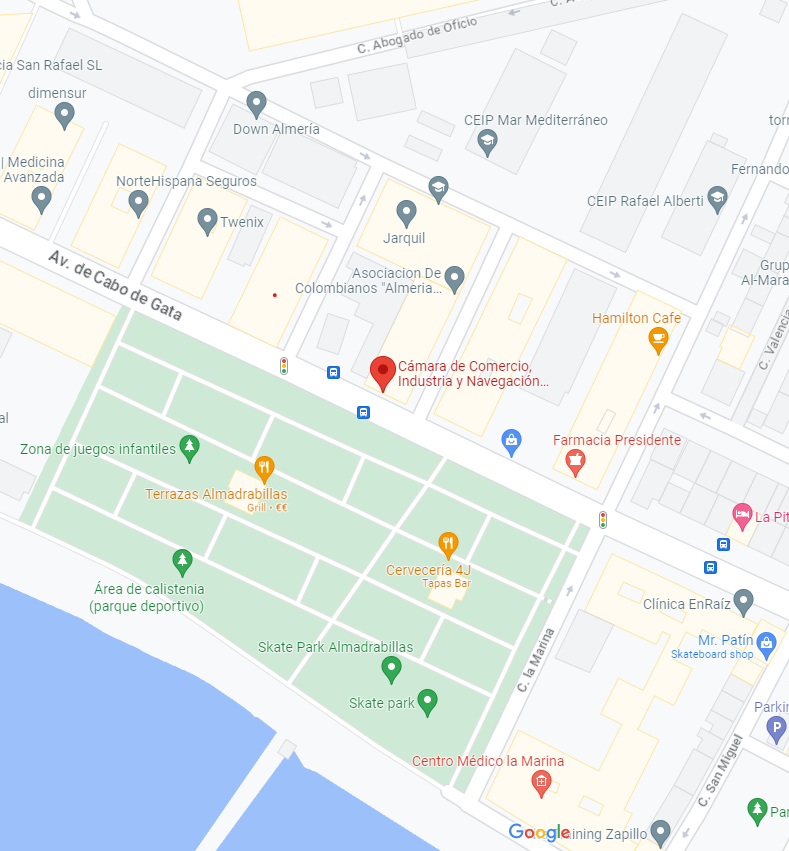 C. Abogado de Oficio
cia San Rafael SL
dimensur
Down Almería
CEIP Mar Mediterráneo
torr
Fernando
| Medicina
Avanzada
NorteHispana Seguros
Twenix
CEIP Rafael Alberti
Jarquil
Av. de Cabo de Gata
Asociacion De
Colombianos "Almeria...
Grup
Al-Mara
Hamilton Cafe
C. Valencia
Cámara de Comercio,
Industria y Navegación...
al
Zona de juegos infantiles
Farmacia Presidente
Terrazas Almadrabillas
Grill • €€
La Pit
Cervecería 4J
Tapas Bar
Área de calistenia
(parque deportivo)
Clínica EnRaíz
Mr. Patín
Skateboard shop
C. la Marina
Skate Park Almadrabillas
Skate park
Parkin
P
Centro Médico la Marina
C. San Miguel
Par
Google
ining Zapillo